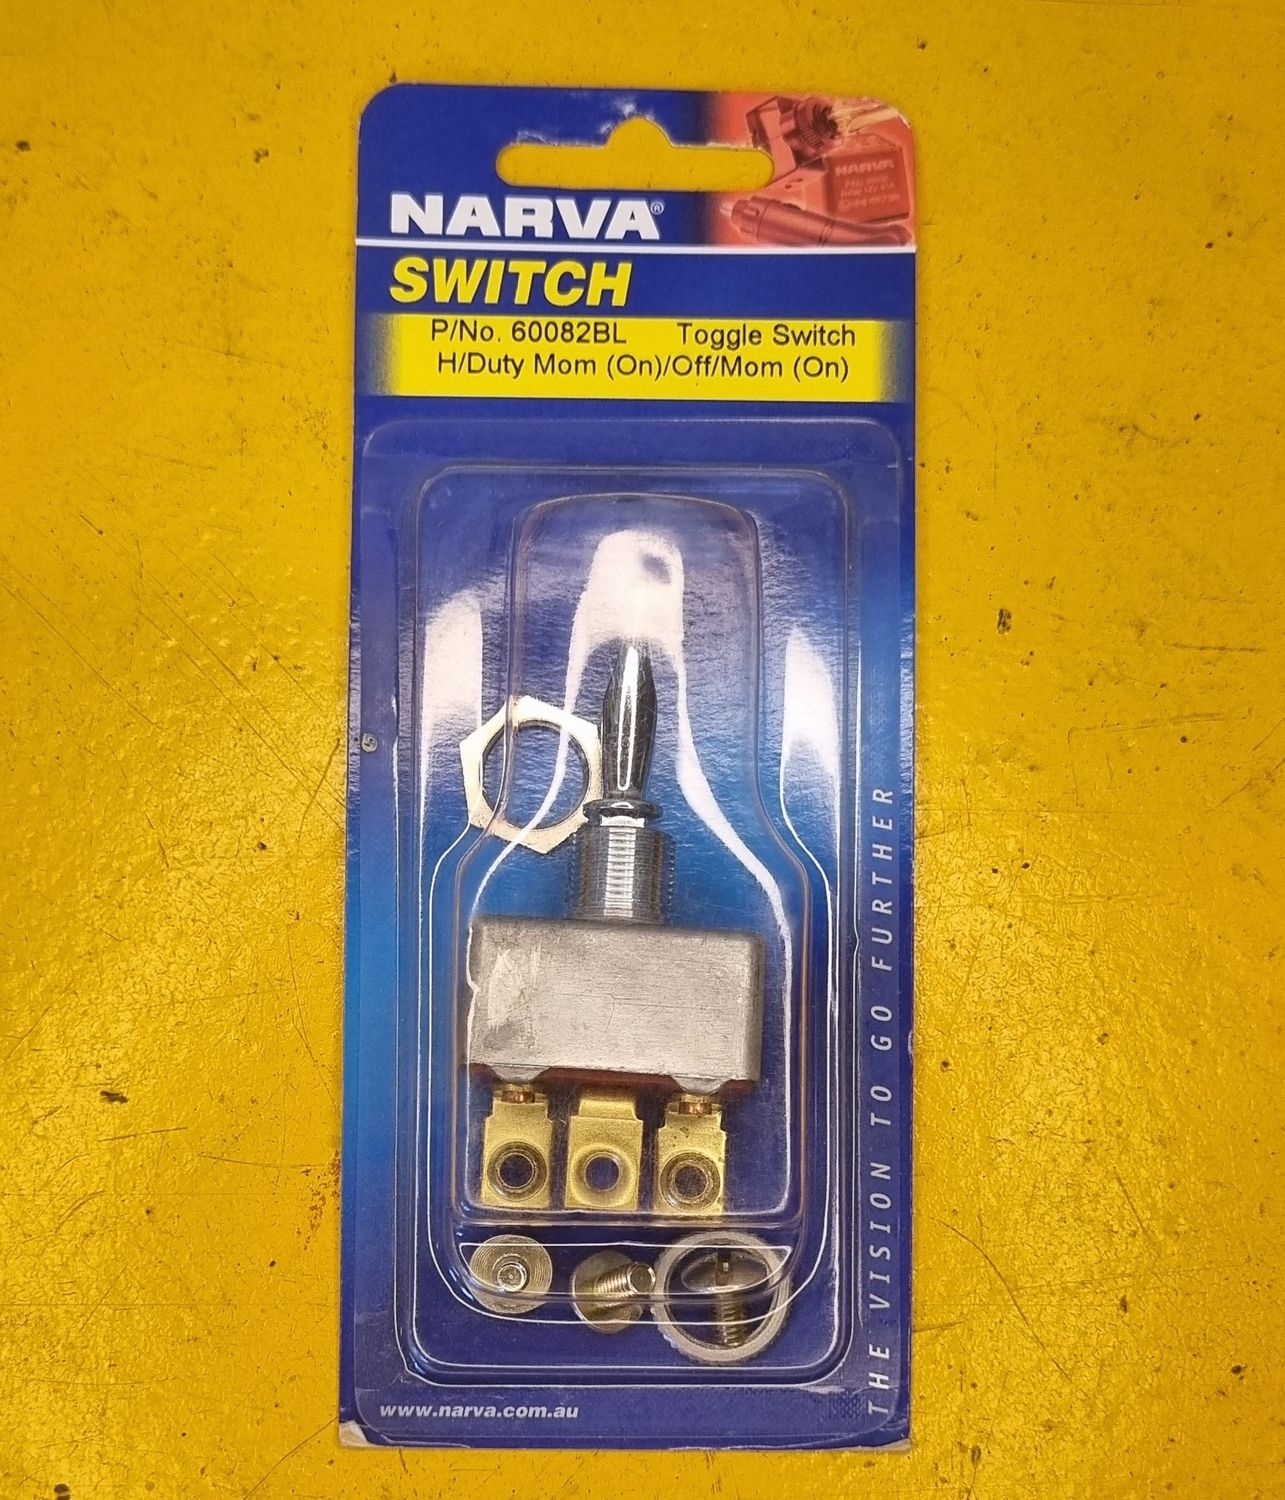 NARVA®
NARVA
SWITCH
P/No. 60082BL Toggle Switch
H/Duty Mom (On)/Off/Mom (On)
THE VISION TO GO FURTHER
www.narva.com.au